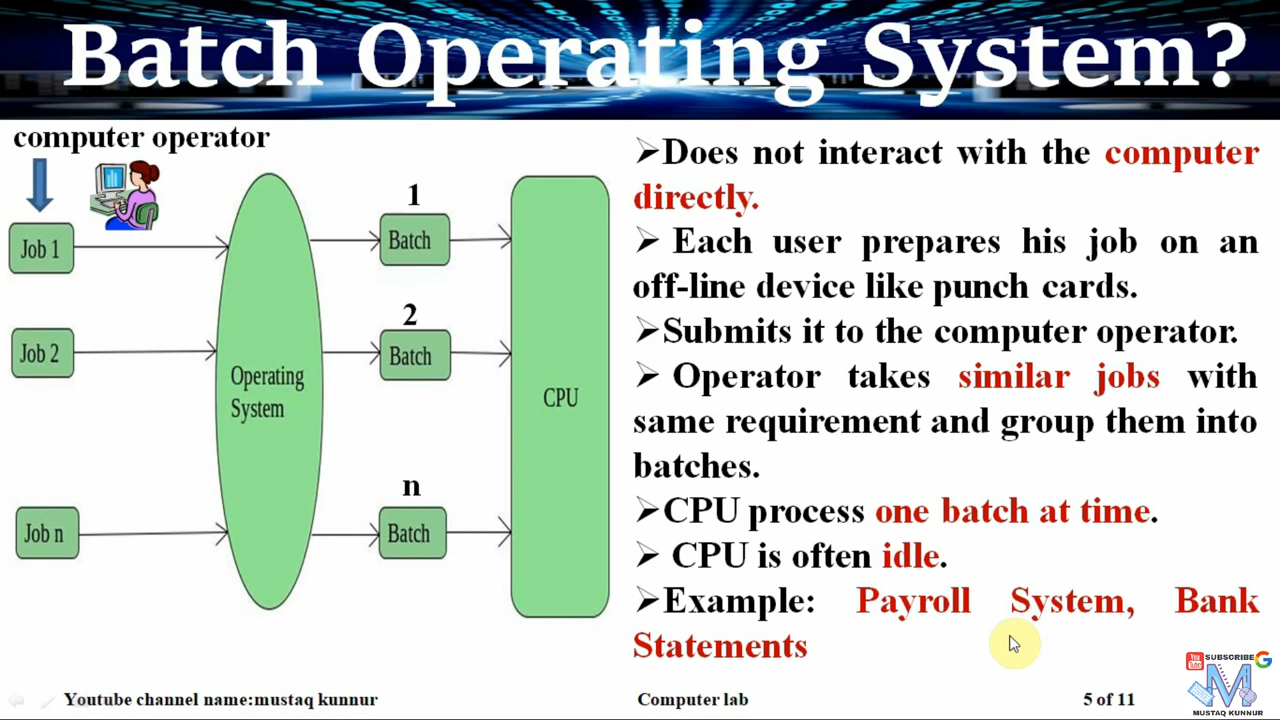 Batch Operating System?
computer operator
Job 1
Job 2
Job n
Operating
System
1
Batch
2
Batch
n
Batch
CPU
➢Does not interact with the computer
directly.
➢ Each user prepares his job on an
off-line device like punch cards.
➢Submits it to the computer operator.
➢ Operator takes similar jobs with
same requirement and group them into
batches.
➢CPU process one batch at time.
➢ CPU is often idle.
➢Example: Payroll System, Bank
Statements
Youtube channel name:mustaq kunnur
Computer lab
5 of 11
You Tube
SUBSCRIBE
G
M
MUSTAQ KUNNUR